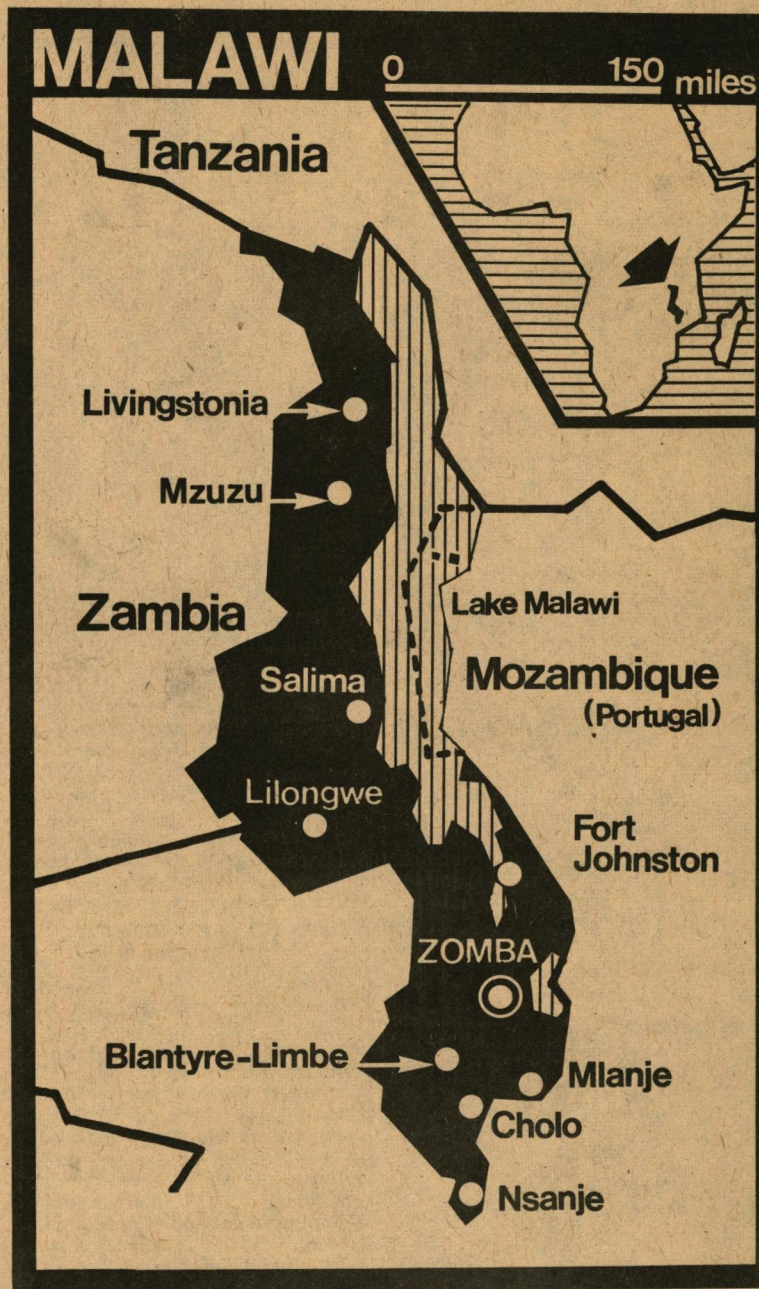 MALAWI
0 150 miles
Tanzania
Livingstonia
Mzuzu
Zambia
Lake Malawi
Salima
Mozambique
(Portugal)
Lilongwe
Fort
Johnston
ZOMBA
Blantyre-Limbe
Mlanje
Cholo
Nsanje